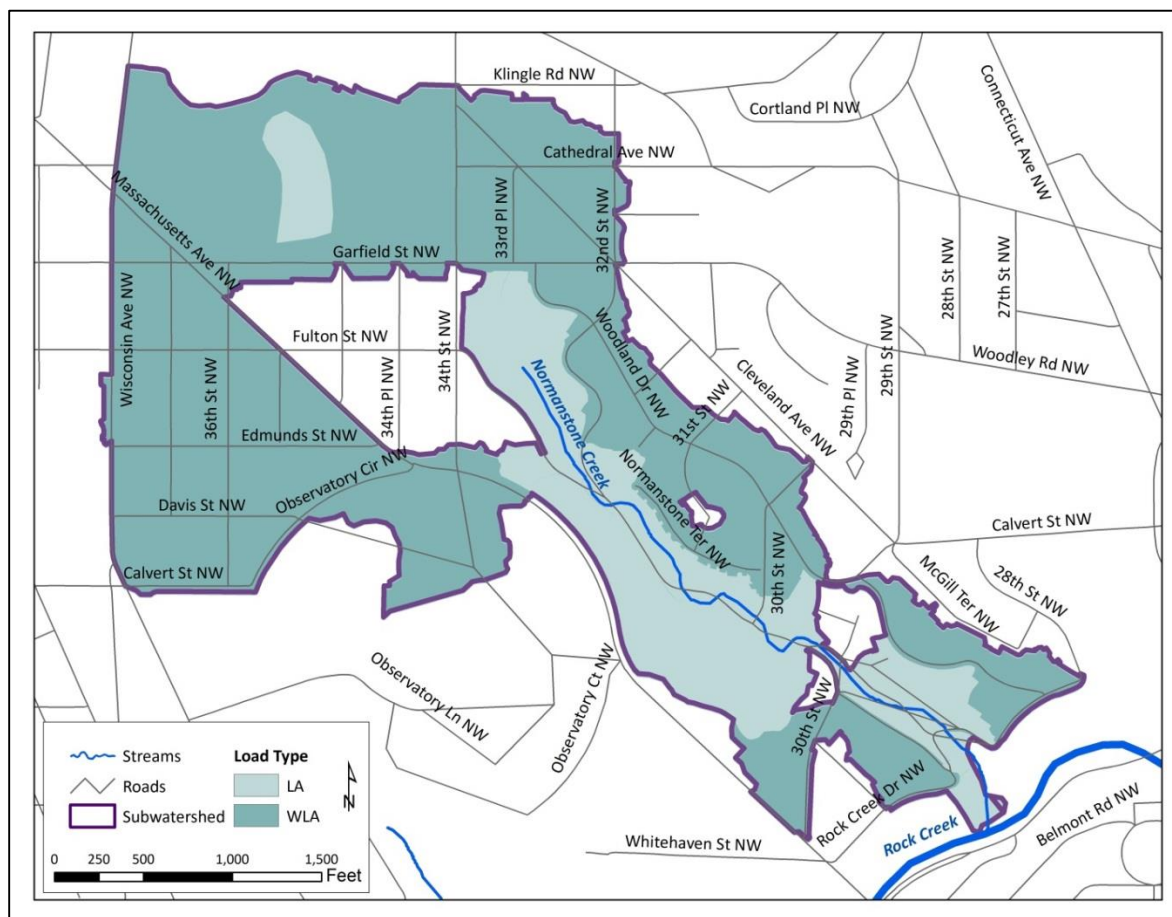 Klingle Rd NW
Cortland Pl NW
Connecticut Ave NW
Cathedral Ave NW
Massachusetts Ave NW
33rd Pl NW
32nd St NW
Garfield St NW
28th St NW
27th St NW
Wisconsin Ave NW
Fulton St NW
34th St NW
Woodland Dr NW
29th St NW
Woodley Rd NW
36th St NW
34th Pl NW
Normanstone Creek
Cleveland Ave NW
29th Pl NW
31st St NW
Edmunds St NW
Observatory Cir NW
Normanstone Ter NW
Davis St NW
Calvert St NW
Calvert St NW
30th St NW
McGill Ter NW
28th St NW
Observatory Ln NW
Observatory Ct NW
30th St NW
Rock Creek Dr NW
Whitehaven St NW
Rock Creek
Belmont Rd NW
Streams
Roads
Subwatershed
Load Type
LA
WLA
N
0 250 500 1,000 1,500
Feet